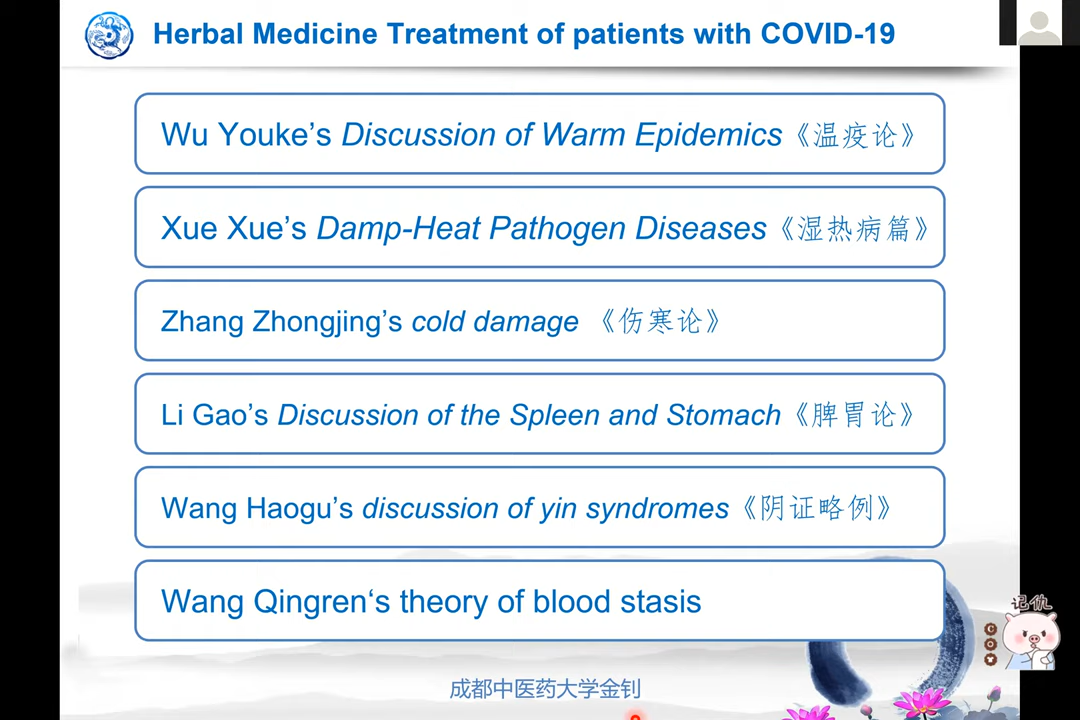 Herbal Medicine Treatment of patients with COVID-19
Wu Youke’s Discussion of Warm Epidemics《温疫论》
Xue Xue’s Damp-Heat Pathogen Diseases《湿热病篇》
Zhang Zhongjing’s cold damage 《伤寒论》
Li Gao’s Discussion of the Spleen and Stomach《脾胃论》
Wang Haogu’s discussion of yin syndromes《阴证略例》
Wang Qingren‘s theory of blood stasis
记仇
成都中医药大学金钊